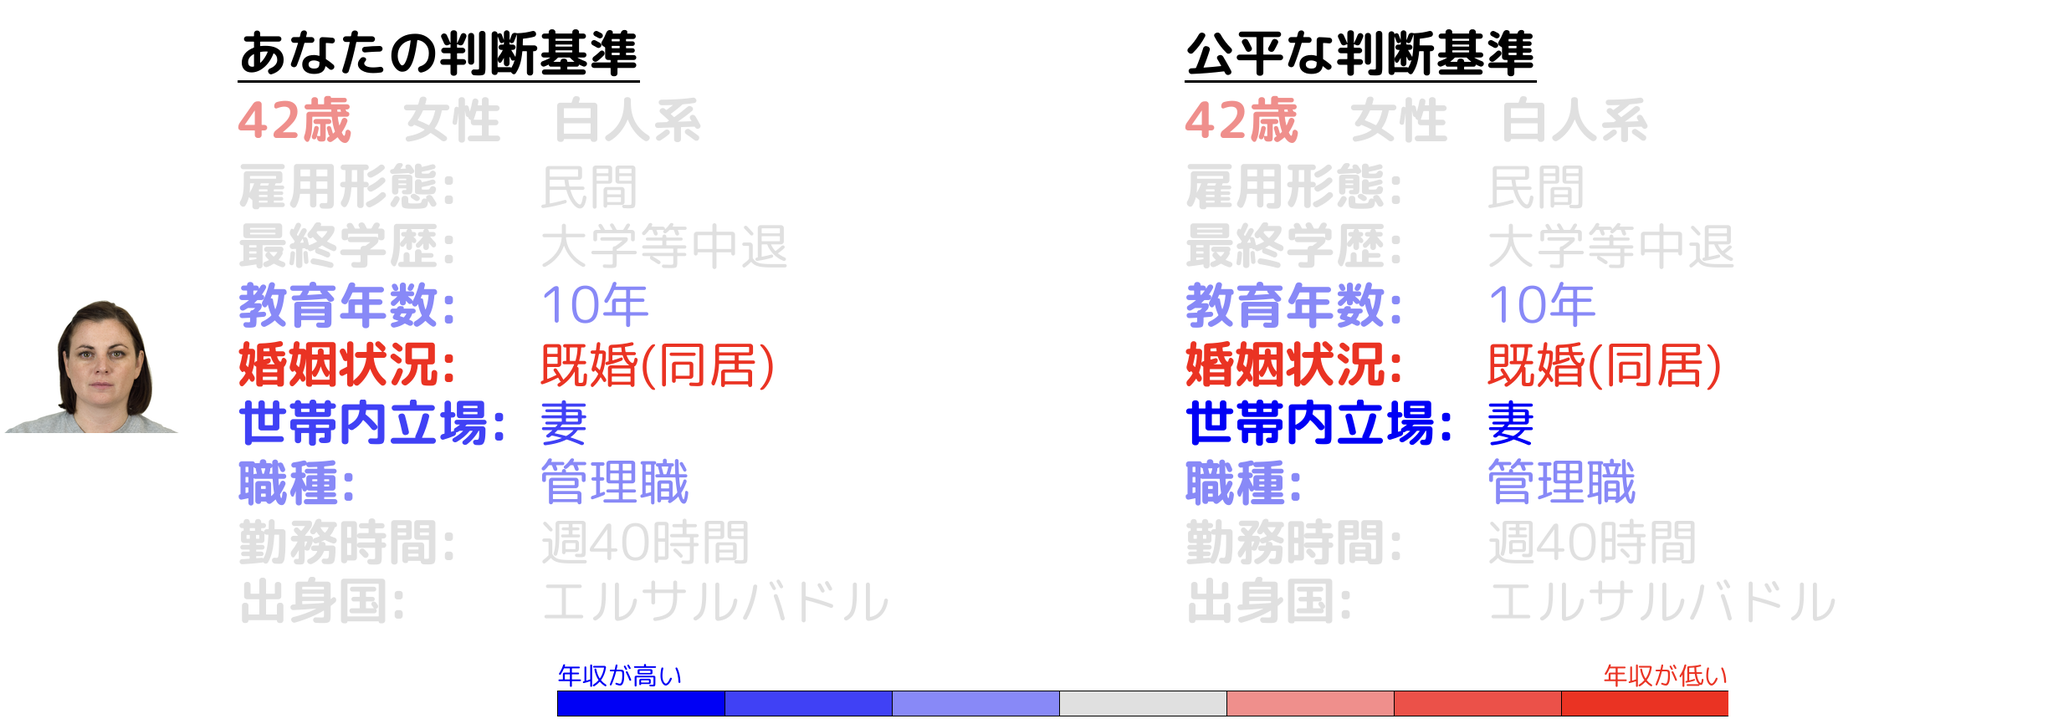 あなたの判断基準
42歳 女性 白人系
雇用形態: 民間
最終学歴: 大学等中退
教育年数: 10年
婚姻状況: 既婚(同居)
世帯内立場: 妻
職種: 管理職
勤務時間: 週40時間
出身国: エルサルバドル
公平な判断基準
42歳 女性 白人系
雇用形態: 民間
最終学歴: 大学等中退
教育年数: 10年
婚姻状況: 既婚(同居)
世帯内立場: 妻
職種: 管理職
勤務時間: 週40時間
出身国: エルサルバドル
年収が高い
年収が低い